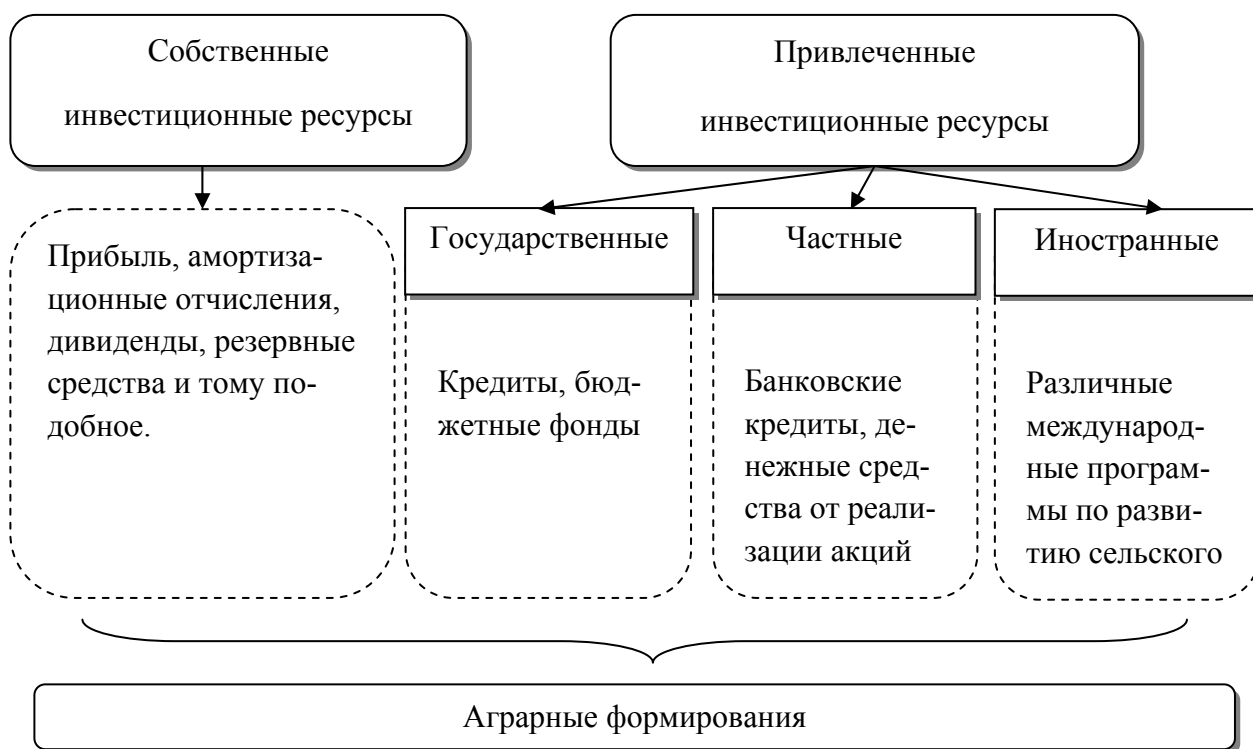 Собственные
инвестиционные ресурсы
Привлеченные
инвестиционные ресурсы
Прибыль, амортиза-
ционные отчисления,
дивиденды, резервные
средства и тому по-
добное.
Государственные
Кредиты, бюд-
жетные фонды
Частные
Банковские
кредиты, де-
нежные сред-
ства от реали-
зации акций
Иностранные
Различные
международ-
ные програм-
мы по разви-
тию сельского
Аграрные формирования